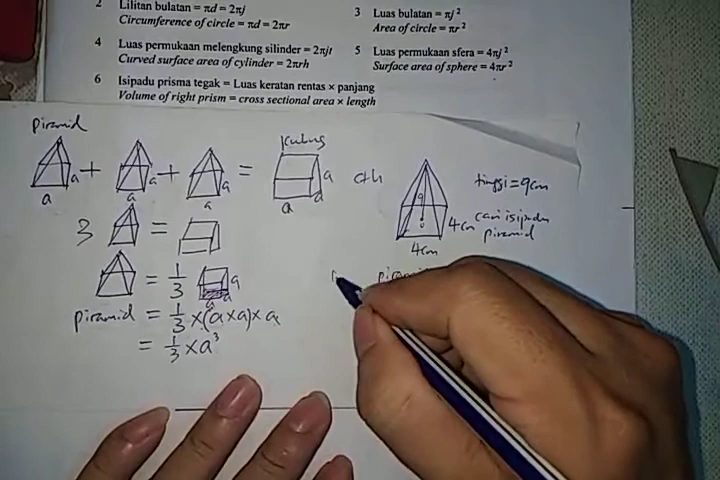 2 Lilitan bulatan = πd = 2πj
Circumference of circle = πd = 2πr
3 Luas bulatan = πj²
Area of circle = πr²
4 Luas permukaan melengkung silinder = 2πjt
Curved surface area of cylinder = 2πrh
5 Luas permukaan sfera = 4πj²
Surface area of sphere = 4πr²
6 Isipadu prisma tegak = Luas keratan rentas × panjang
Volume of right prism = cross sectional area × length
piramid
kubus
a a + a a + a a = a a a
3 =
= 1/3 a a a
piramid = 1/3 × (a × a) × a
= 1/3 × a³
cth
tinggi = 9cm
9
4cm
4cm
cari isipadu
piramid